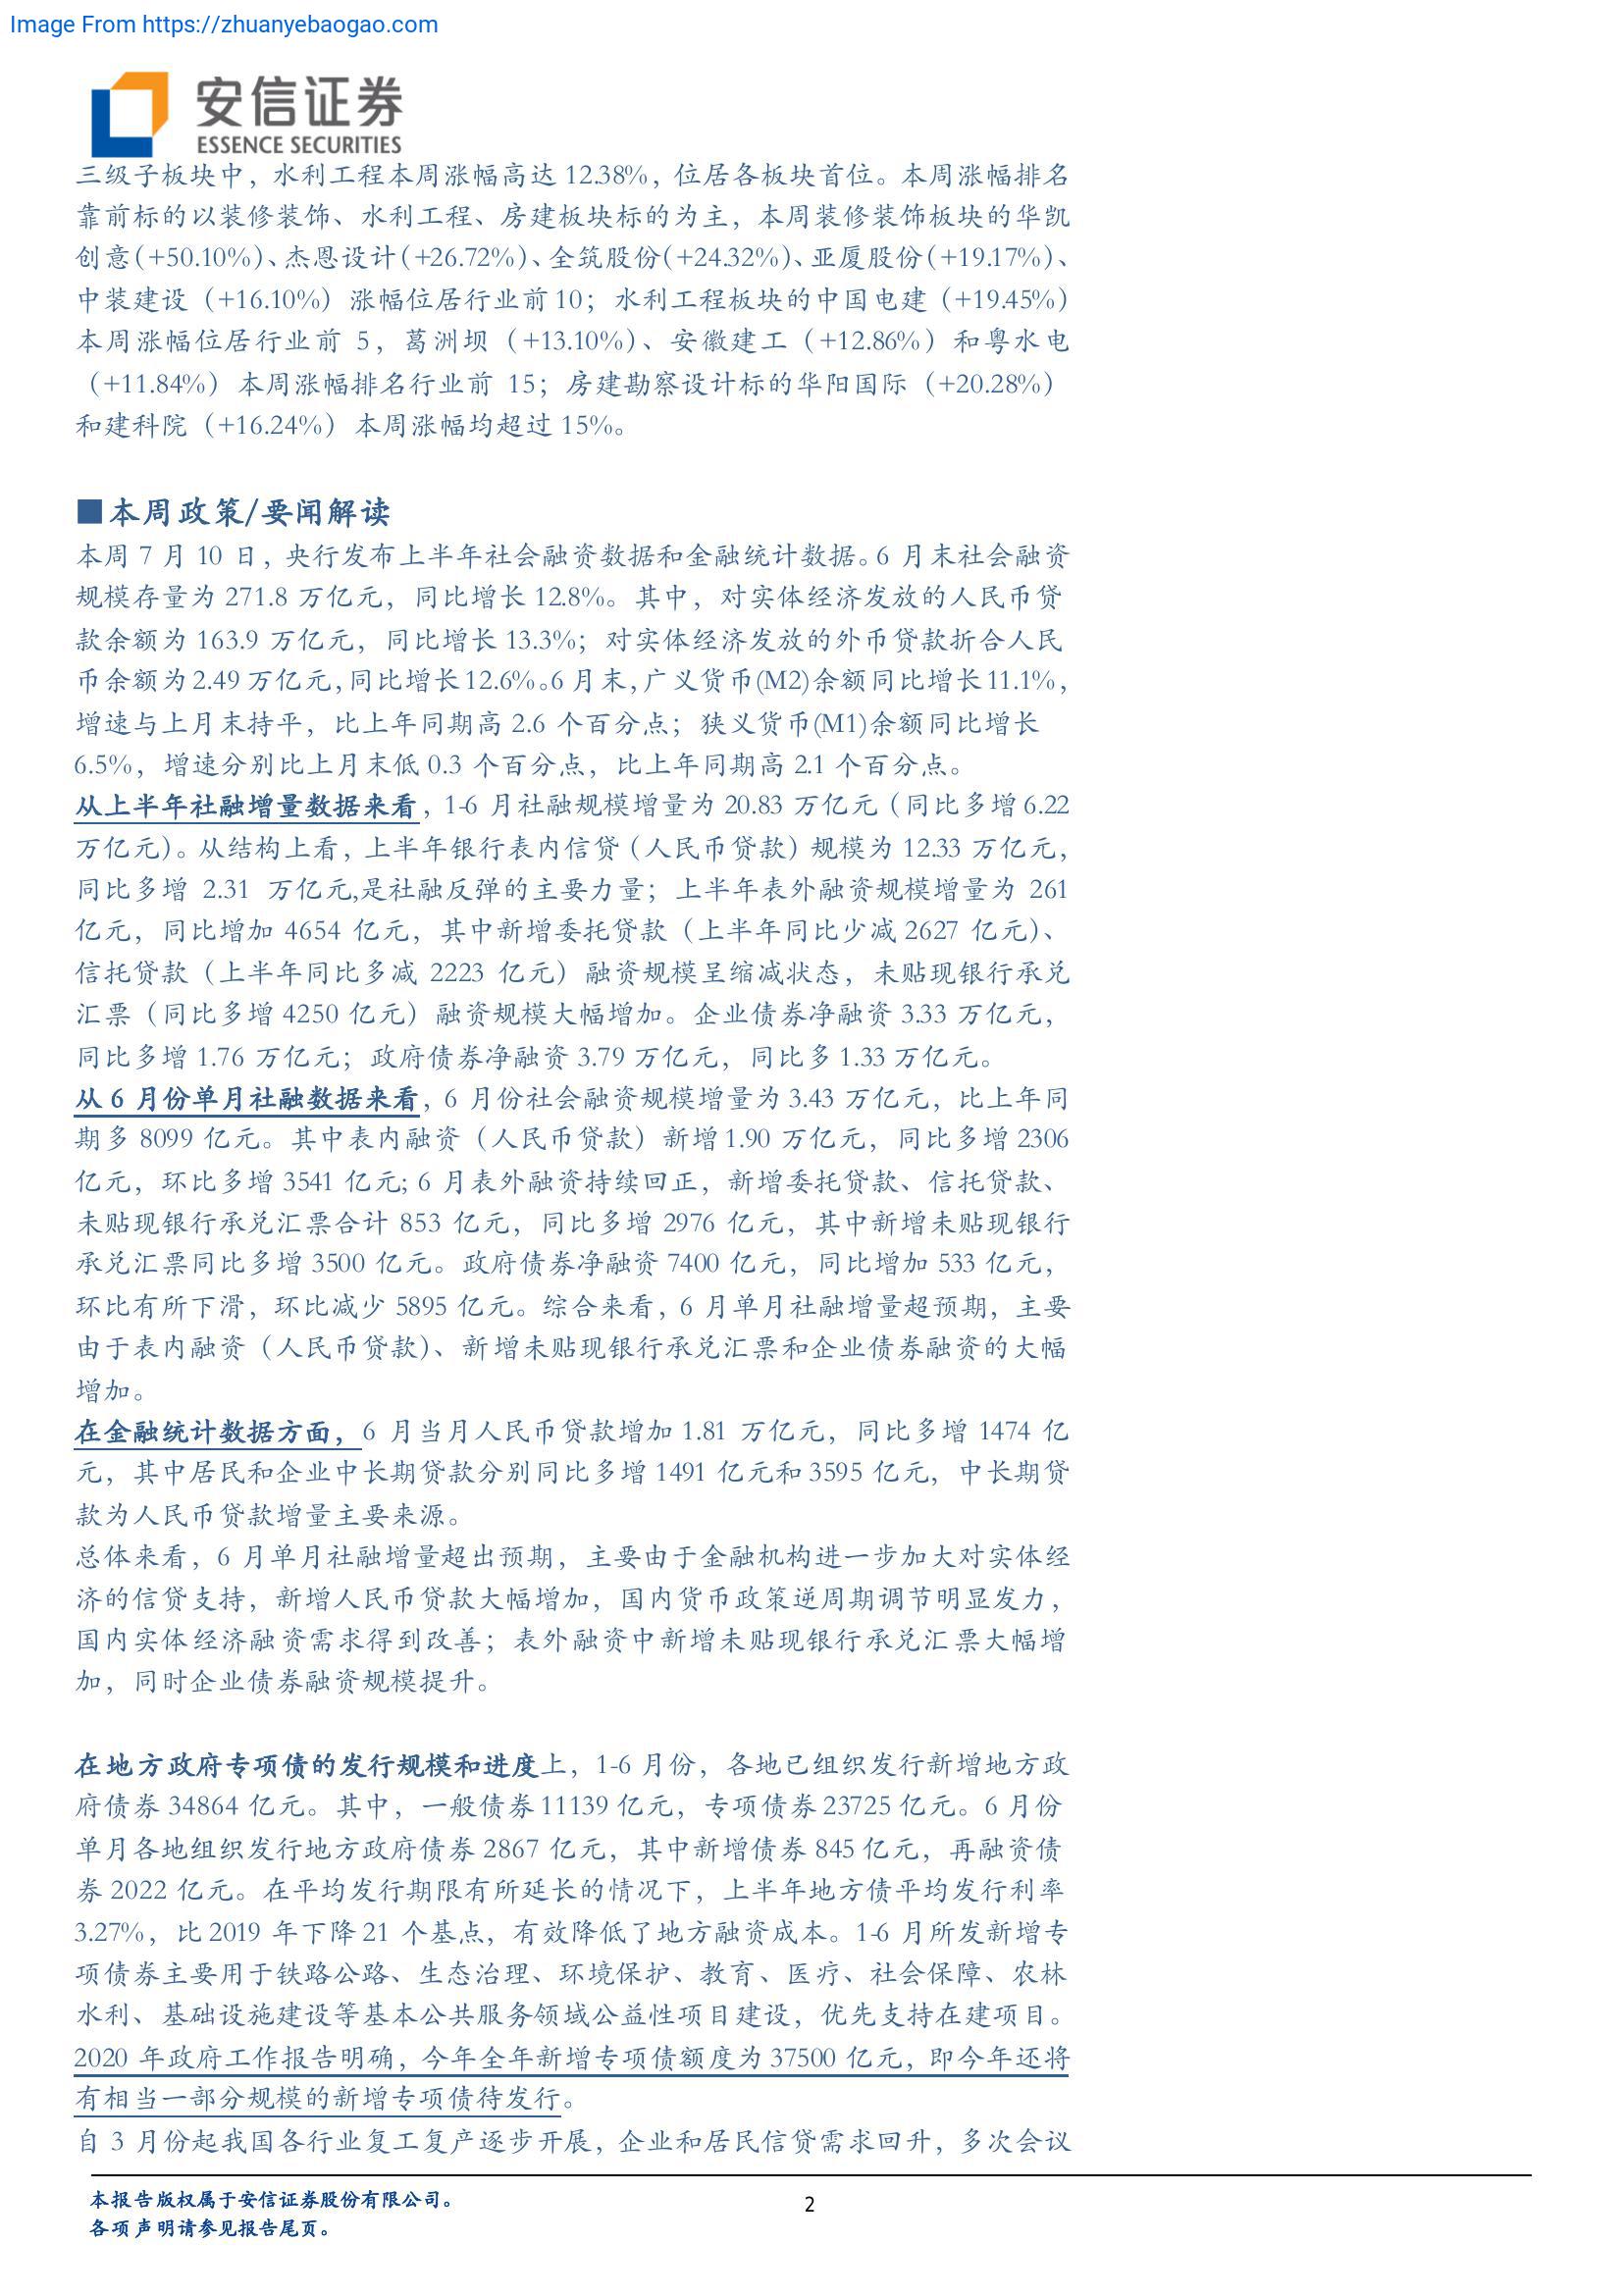 Image From https://zhuanyebaogao.com
安信证券
ESSENCE SECURITIES
三级子板块中，水利工程本周涨幅高达 12.38%，位居各板块首位。本周涨幅排名
靠前标的以装修装饰、水利工程、房建板块标的为主，本周装修装饰板块的华凯
创意（+50.10%）、杰恩设计（+26.72%）、全筑股份（+24.32%）、亚厦股份（+19.17%）、
中装建设（+16.10%）涨幅位居行业前 10；水利工程板块的中国电建（+19.45%）
本周涨幅位居行业前 5，葛洲坝（+13.10%）、安徽建工（+12.86%）和粤水电
（+11.84%）本周涨幅排名行业前 15；房建勘察设计标的华阳国际（+20.28%）
和建科院（+16.24%）本周涨幅均超过 15%。
■本周政策/要闻解读
本周 7 月 10 日，央行发布上半年社会融资数据和金融统计数据。6 月末社会融资
规模存量为 271.8 万亿元，同比增长 12.8%。其中，对实体经济发放的人民币贷
款余额为 163.9 万亿元，同比增长 13.3%；对实体经济发放的外币贷款折合人民
币余额为 2.49 万亿元，同比增长 12.6%。6 月末，广义货币(M2)余额同比增长 11.1%，
增速与上月末持平，比上年同期高 2.6 个百分点；狭义货币(M1)余额同比增长
6.5%，增速分别比上月末低 0.3 个百分点，比上年同期高 2.1 个百分点。
从上半年社融增量数据来看，1-6 月社融规模增量为 20.83 万亿元（同比多增 6.22
万亿元）。从结构上看，上半年银行表内信贷（人民币贷款）规模为 12.33 万亿元，
同比多增 2.31 万亿元,是社融反弹的主要力量；上半年表外融资规模增量为 261
亿元，同比增加 4654 亿元，其中新增委托贷款（上半年同比少减 2627 亿元）、
信托贷款（上半年同比多减 2223 亿元）融资规模呈缩减状态，未贴现银行承兑
汇票（同比多增 4250 亿元）融资规模大幅增加。企业债券净融资 3.33 万亿元，
同比多增 1.76 万亿元；政府债券净融资 3.79 万亿元，同比多 1.33 万亿元。
从 6 月份单月社融数据来看，6 月份社会融资规模增量为 3.43 万亿元，比上年同
期多 8099 亿元。其中表内融资（人民币贷款）新增 1.90 万亿元，同比多增 2306
亿元，环比多增 3541 亿元; 6 月表外融资持续回正，新增委托贷款、信托贷款、
未贴现银行承兑汇票合计 853 亿元，同比多增 2976 亿元，其中新增未贴现银行
承兑汇票同比多增 3500 亿元。政府债券净融资 7400 亿元，同比增加 533 亿元，
环比有所下滑，环比减少 5895 亿元。综合来看，6 月单月社融增量超预期，主要
由于表内融资（人民币贷款）、新增未贴现银行承兑汇票和企业债券融资的大幅
增加。
在金融统计数据方面，6 月当月人民币贷款增加 1.81 万亿元，同比多增 1474 亿
元，其中居民和企业中长期贷款分别同比多增 1491 亿元和 3595 亿元，中长期贷
款为人民币贷款增量主要来源。
总体来看，6 月单月社融增量超出预期，主要由于金融机构进一步加大对实体经
济的信贷支持，新增人民币贷款大幅增加，国内货币政策逆周期调节明显发力，
国内实体经济融资需求得到改善；表外融资中新增未贴现银行承兑汇票大幅增
加，同时企业债券融资规模提升。
在地方政府专项债的发行规模和进度上，1-6 月份，各地已组织发行新增地方政
府债券 34864 亿元。其中，一般债券 11139 亿元，专项债券 23725 亿元。6 月份
单月各地组织发行地方政府债券 2867 亿元，其中新增债券 845 亿元，再融资债
券 2022 亿元。在平均发行期限有所延长的情况下，上半年地方债平均发行利率
3.27%，比 2019 年下降 21 个基点，有效降低了地方融资成本。1-6 月所发新增专
项债券主要用于铁路公路、生态治理、环境保护、教育、医疗、社会保障、农林
水利、基础设施建设等基本公共服务领域公益性项目建设，优先支持在建项目。
2020 年政府工作报告明确，今年全年新增专项债额度为 37500 亿元，即今年还将
有相当一部分规模的新增专项债待发行。
自 3 月份起我国各行业复工复产逐步开展，企业和居民信贷需求回升，多次会议
本报告版权属于安信证券股份有限公司。
2
各项声明请参见报告尾页。